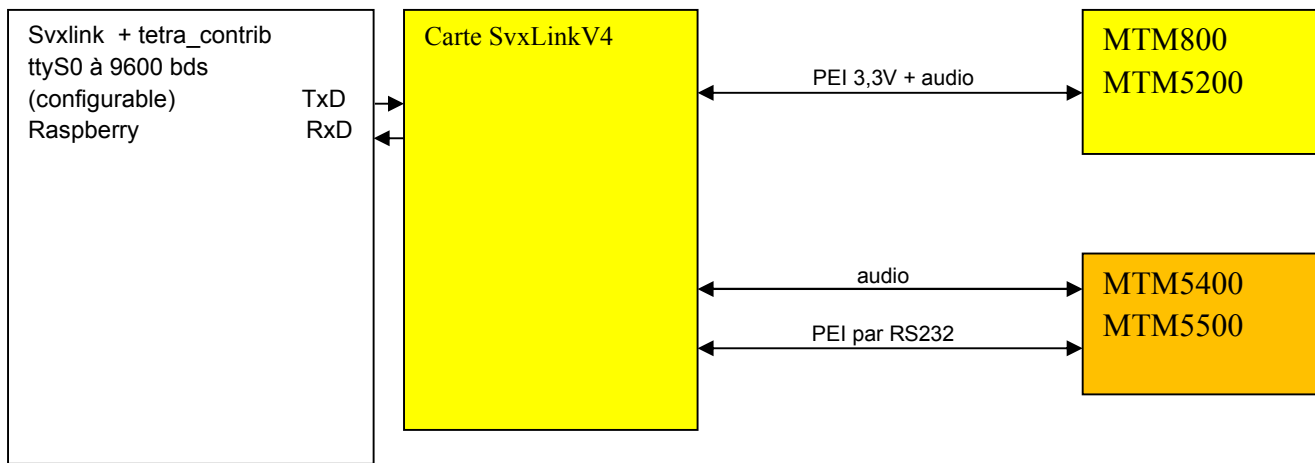 Svxlink + tetra_contrib
ttyS0 à 9600 bds
(configurable) TxD
Raspberry RxD
Carte SvxLinkV4
PEI 3,3V + audio
MTM800
MTM5200
audio
PEI par RS232
MTM5400
MTM5500